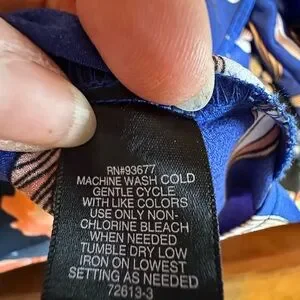 RN#93677
MACHINE WASH COLD
GENTLE CYCLE
WITH LIKE COLORS
USE ONLY NON-
CHLORINE BLEACH
WHEN NEEDED
TUMBLE DRY LOW
IRON ON LOWEST
SETTING AS NEEDED
72613-3